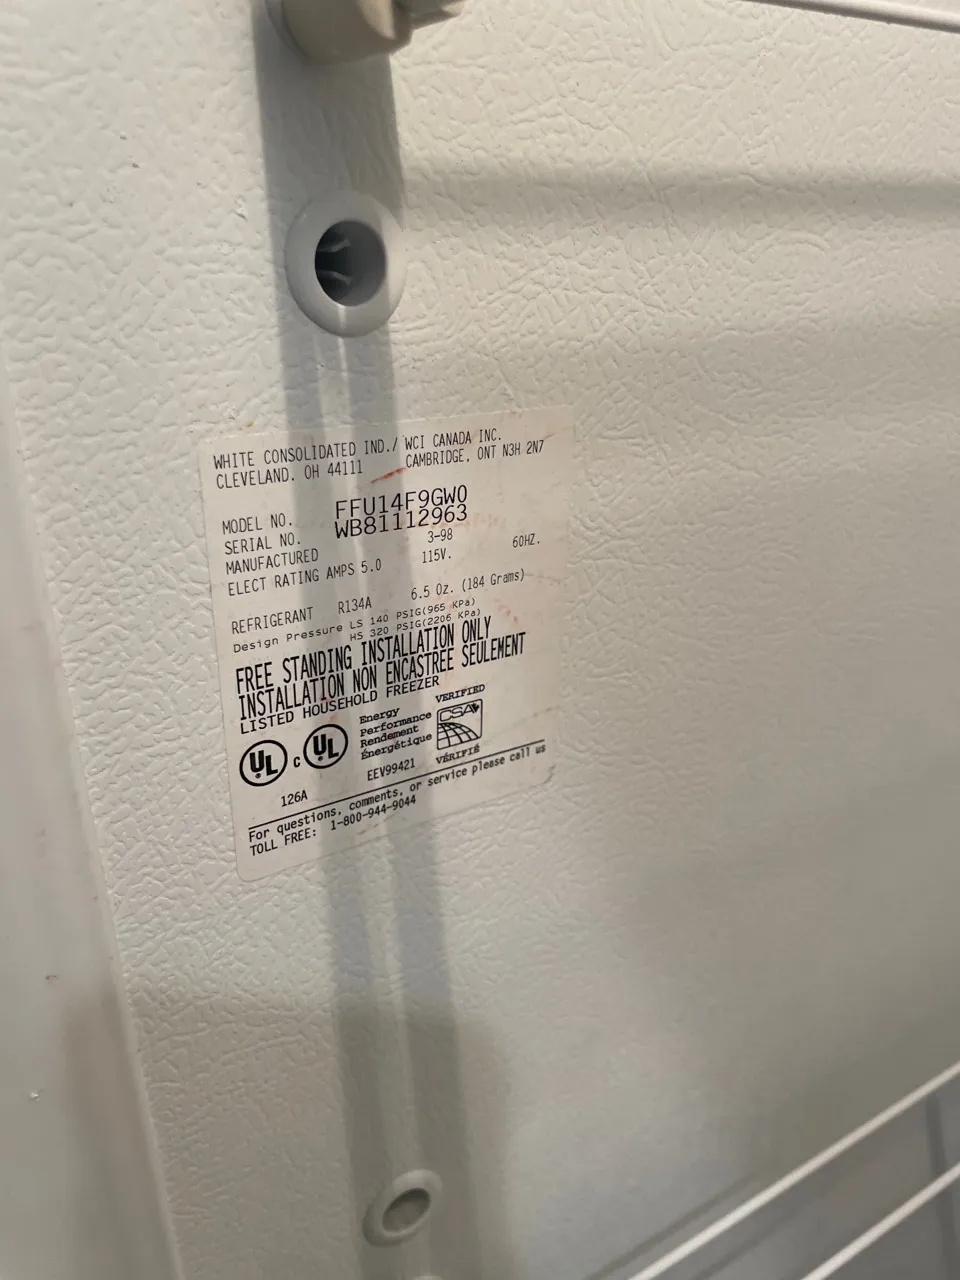 WHITE CONSOLIDATED IND./ WCI CANADA INC.
CLEVELAND, OH 44111 CAMBRIDGE, ONT N3H 2N7
MODEL NO. FFU14F9GW0
SERIAL NO. WB81112963
MANUFACTURED 3-98
ELECT RATING AMPS 5.0 115V. 60HZ.
REFRIGERANT R134A 6.5 Oz. (184 Grams)
Design Pressure LS 140 PSIG(965 KPa)
HS 320 PSIG(2206 KPa)
FREE STANDING INSTALLATION ONLY
INSTALLATION NON ENCASTREE SEULEMENT
LISTED HOUSEHOLD FREEZER
UL C UL
Energy
Performance
Rendement
Énergétique
VERIFIED
CSA
VÉRIFIÉ
126A EEV99421
For questions, comments, or service please call us
TOLL FREE: 1-800-944-9044